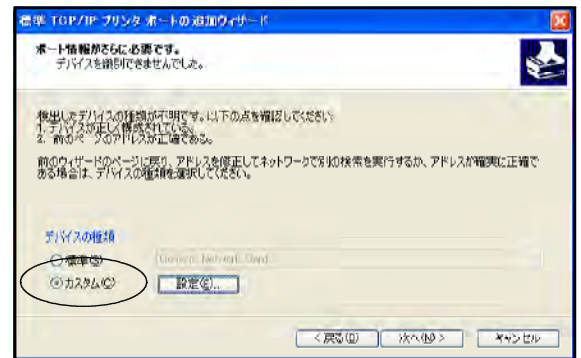 標準 TCP/IP プリンタ ポートの追加ウィザード
ポート情報がさらに必要です。
デバイスを識別できませんでした。
検出したデバイスの種類が不明です。以下の点を確認してください:
1. デバイスが正しく構成されている。
2. 前のページのアドレスが正確である。
前のウィザードのページに戻り、アドレスを修正してネットワークで別の検索を実行するか、アドレスが確実に正確で
ある場合は、デバイスの種類を選択してください。
デバイスの種類
標準(S)
Generic Network Card
カスタム(C)
設定(E)...
< 戻る(B)
次へ(N) >
キャンセル